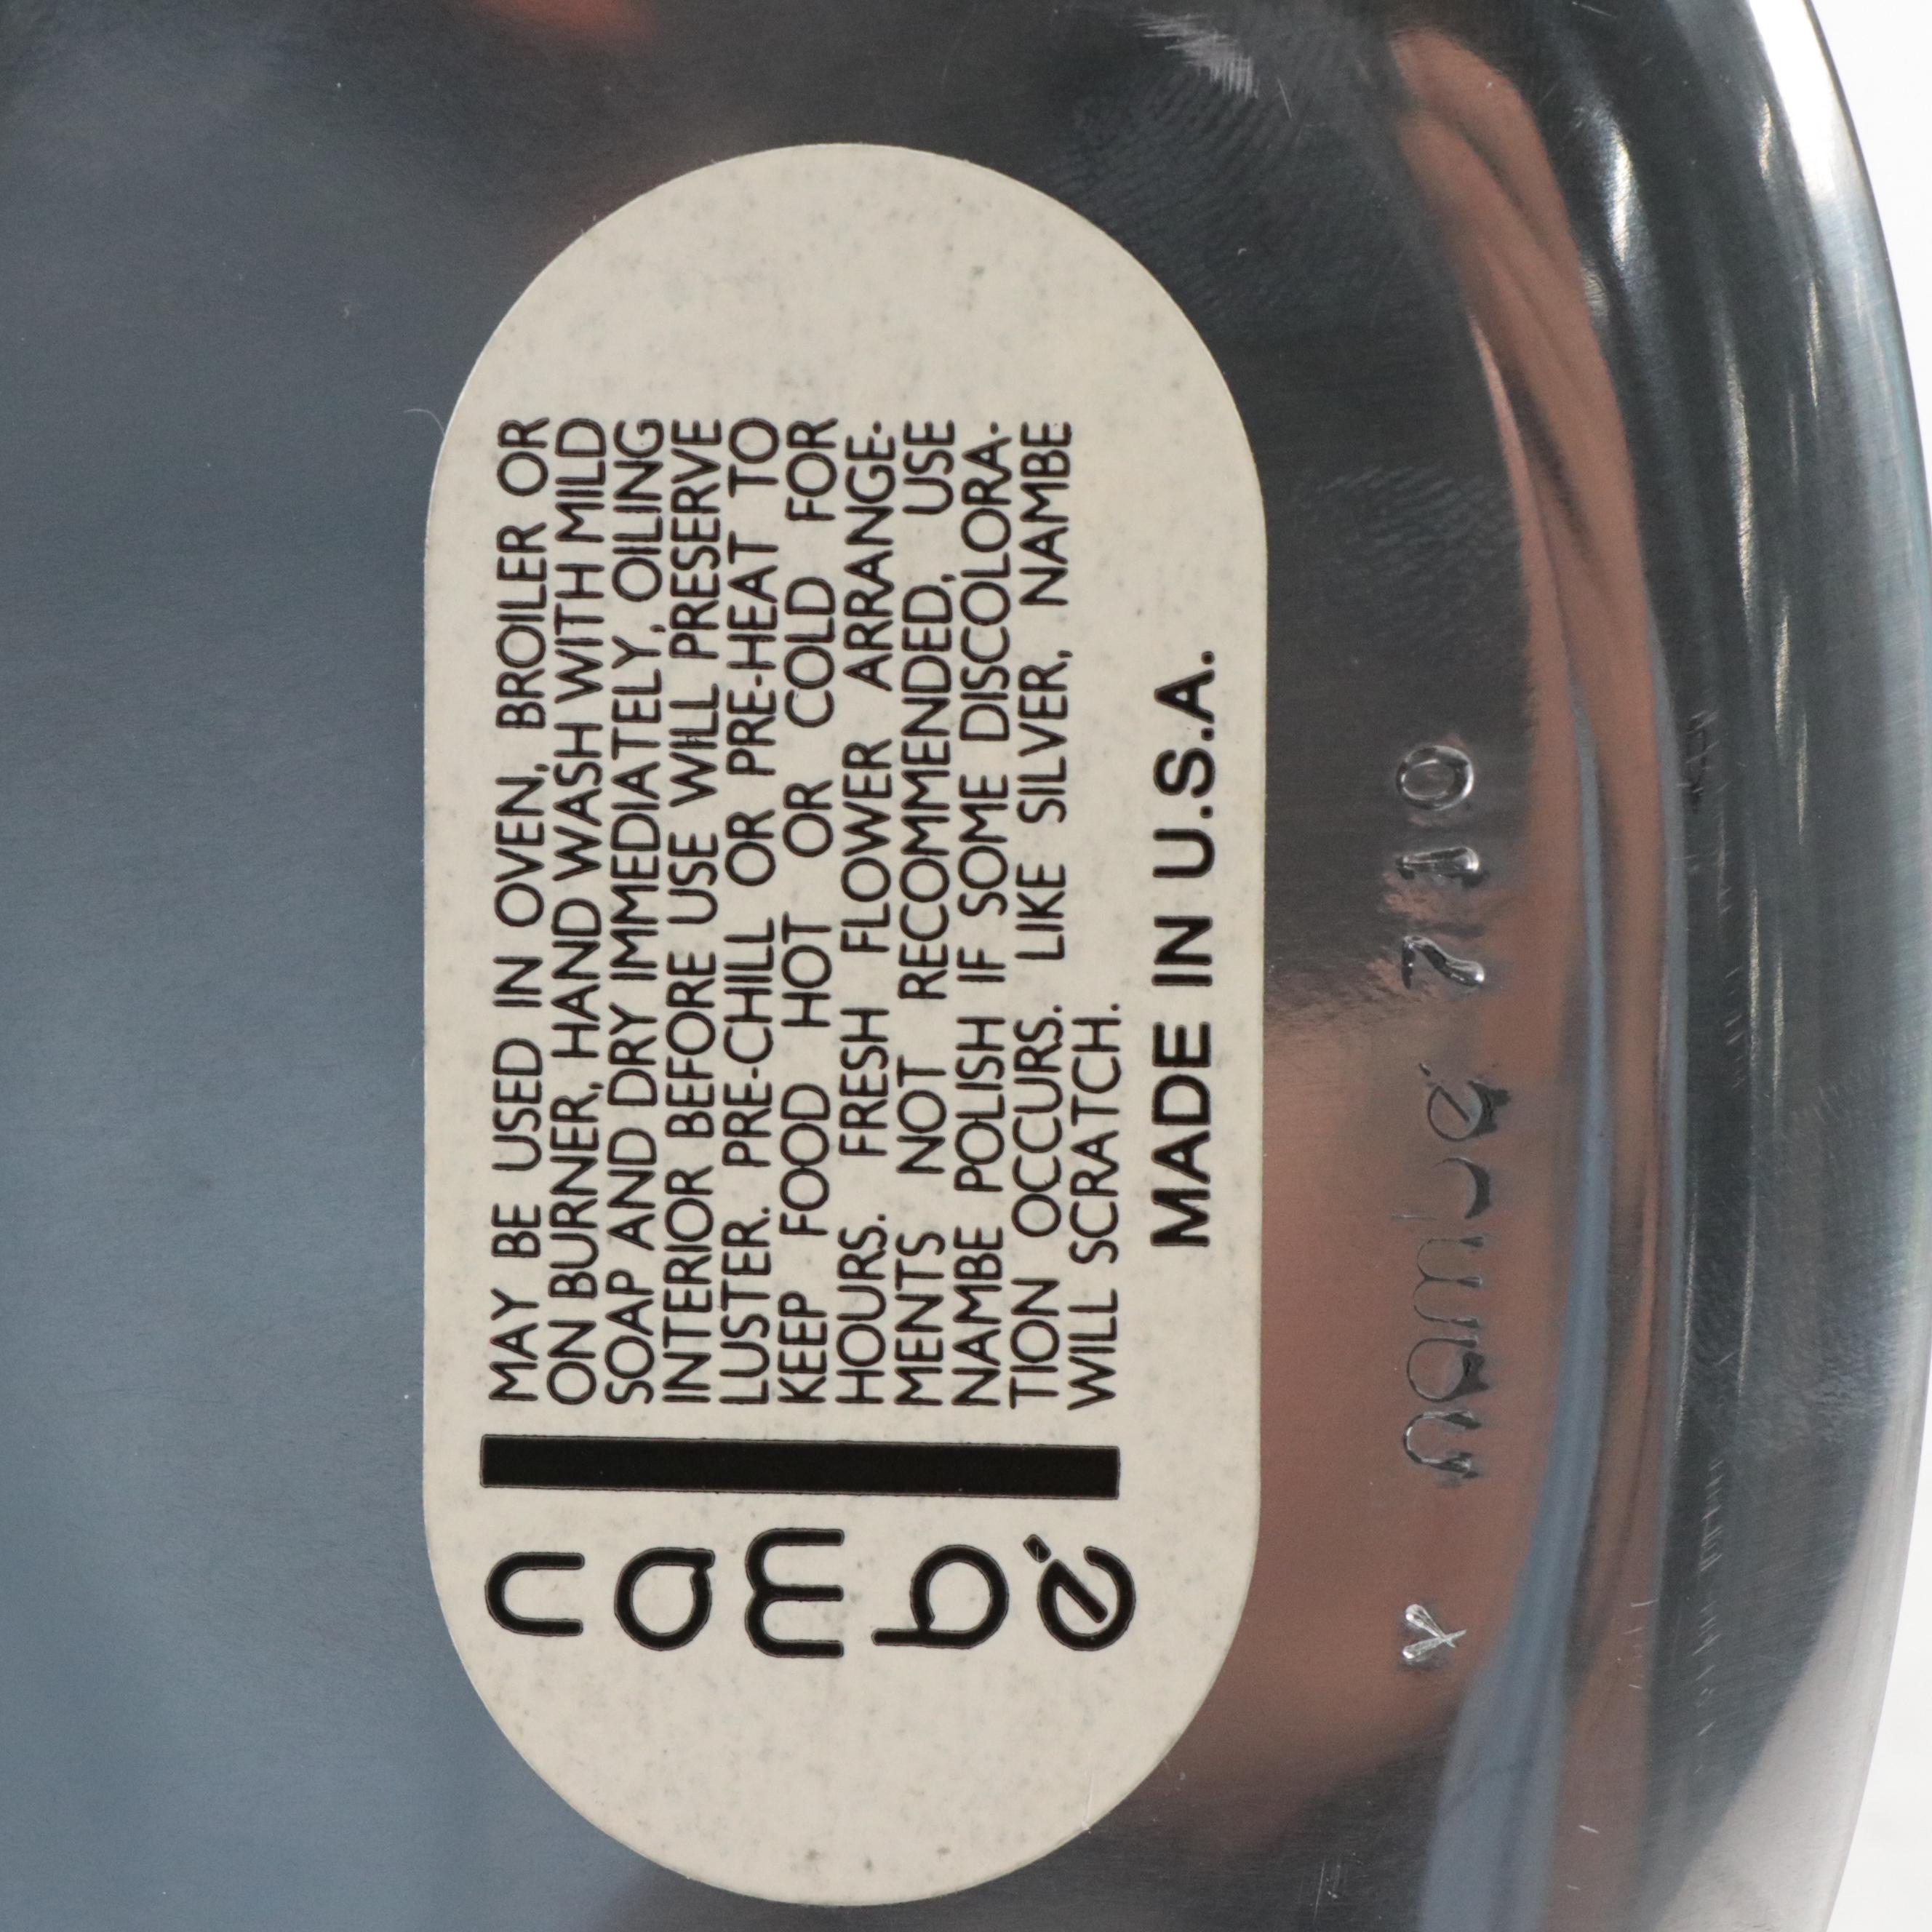 nambé
MAY BE USED IN OVEN, BROILER OR
ON BURNER, HAND WASH WITH MILD
SOAP AND DRY IMMEDIATELY, OILING
INTERIOR BEFORE USE WILL PRESERVE
LUSTER. PRE-CHILL OR PRE-HEAT TO
KEEP FOOD HOT OR COLD FOR
HOURS. FRESH FLOWER ARRANGE-
MENTS NOT RECOMMENDED, USE
NAMBE POLISH IF SOME DISCOLORA-
TION OCCURS. LIKE SILVER, NAMBE
WILL SCRATCH.
MADE IN U.S.A.
Y nambé 710